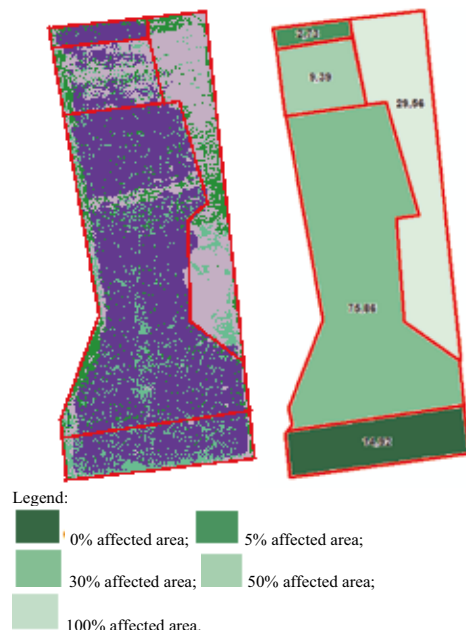 9.39
29.56
75.86
Legend:
0% affected area; 5% affected area;
30% affected area; 50% affected area;
100% affected area.